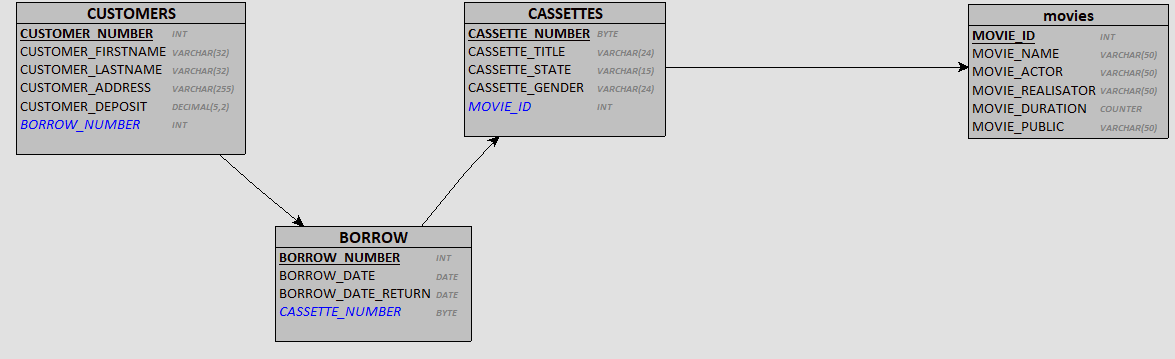 CUSTOMERS
CUSTOMER_NUMBER INT
CUSTOMER_FIRSTNAME VARCHAR(32)
CUSTOMER_LASTNAME VARCHAR(32)
CUSTOMER_ADDRESS VARCHAR(255)
CUSTOMER_DEPOSIT DECIMAL(5,2)
BORROW_NUMBER INT
CASSETTES
CASSETTE_NUMBER BYTE
CASSETTE_TITLE VARCHAR(24)
CASSETTE_STATE VARCHAR(15)
CASSETTE_GENDER VARCHAR(24)
MOVIE_ID INT
movies
MOVIE_ID INT
MOVIE_NAME VARCHAR(50)
MOVIE_ACTOR VARCHAR(50)
MOVIE_REALISATOR VARCHAR(50)
MOVIE_DURATION COUNTER
MOVIE_PUBLIC VARCHAR(50)
BORROW
BORROW_NUMBER INT
BORROW_DATE DATE
BORROW_DATE_RETURN DATE
CASSETTE_NUMBER BYTE